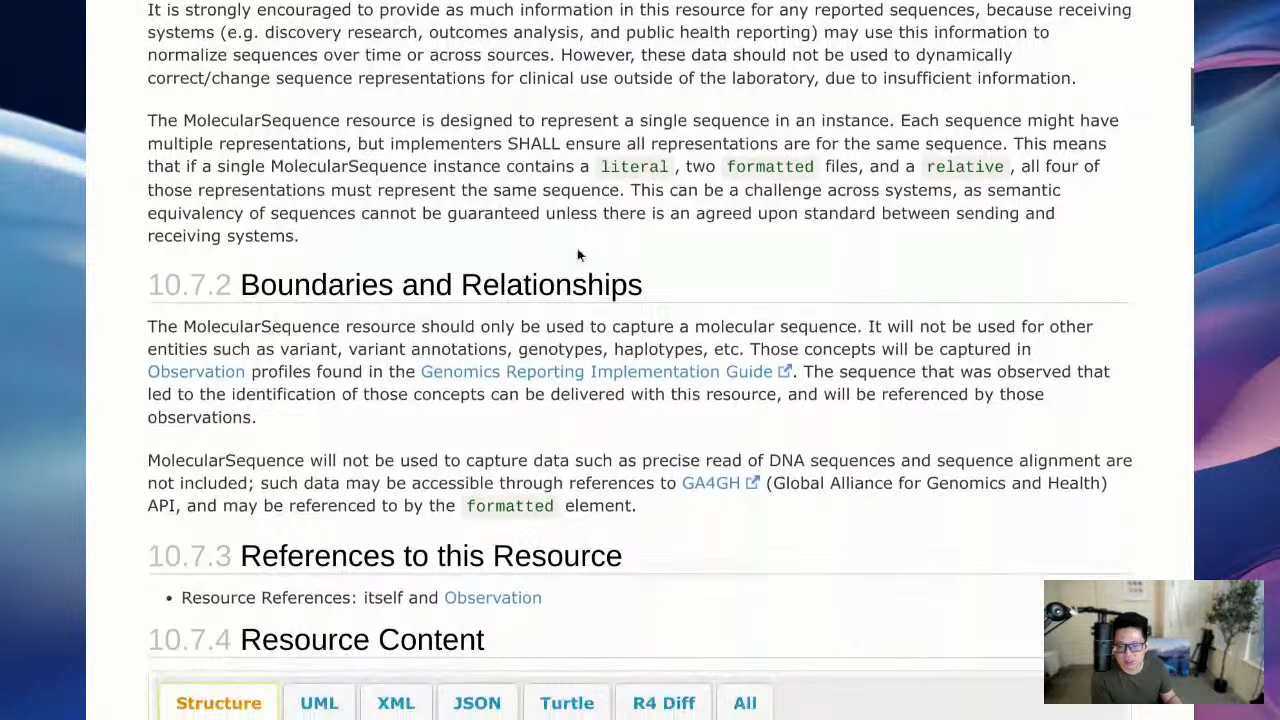 It is strongly encouraged to provide as much information in this resource for any reported sequences, because receiving
systems (e.g. discovery research, outcomes analysis, and public health reporting) may use this information to
normalize sequences over time or across sources. However, these data should not be used to dynamically
correct/change sequence representations for clinical use outside of the laboratory, due to insufficient information.
The MolecularSequence resource is designed to represent a single sequence in an instance. Each sequence might have
multiple representations, but implementers SHALL ensure all representations are for the same sequence. This means
that if a single MolecularSequence instance contains a literal, two formatted files, and a relative, all four of
those representations must represent the same sequence. This can be a challenge across systems, as semantic
equivalency of sequences cannot be guaranteed unless there is an agreed upon standard between sending and
receiving systems.
10.7.2 Boundaries and Relationships
The MolecularSequence resource should only be used to capture a molecular sequence. It will not be used for other
entities such as variant, variant annotations, genotypes, haplotypes, etc. Those concepts will be captured in
Observation profiles found in the Genomics Reporting Implementation Guide. The sequence that was observed that
led to the identification of those concepts can be delivered with this resource, and will be referenced by those
observations.
MolecularSequence will not be used to capture data such as precise read of DNA sequences and sequence alignment are
not included; such data may be accessible through references to GA4GH (Global Alliance for Genomics and Health)
API, and may be referenced to by the formatted element.
10.7.3 References to this Resource
• Resource References: itself and Observation
10.7.4 Resource Content
Structure UML XML JSON Turtle R4 Diff All